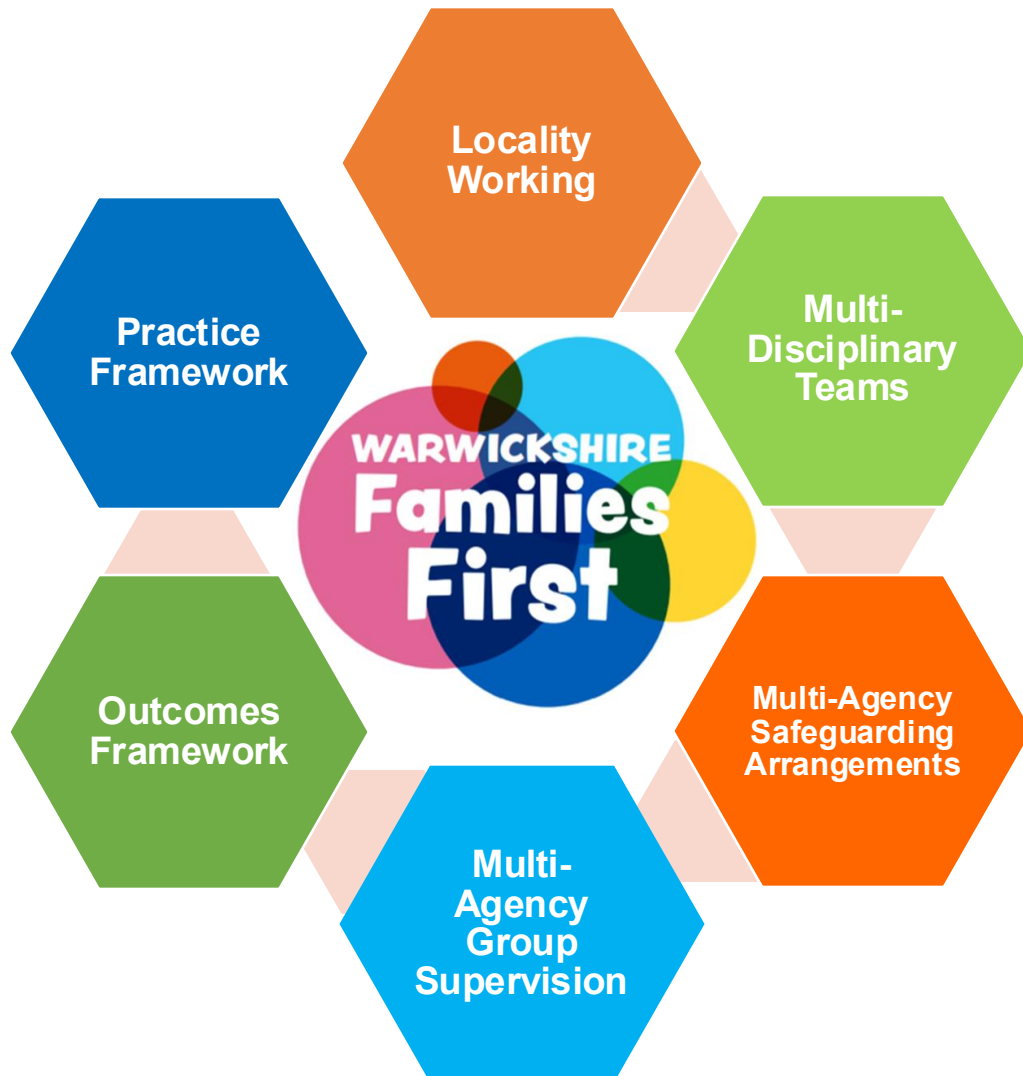 Locality
Working
Multi-
Disciplinary
Teams
Multi-Agency
Safeguarding
Arrangements
Multi-
Agency
Group
Supervision
Outcomes
Framework
Practice
Framework
WARWICKSHIRE
Families
First